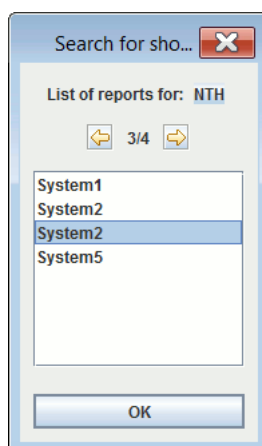 Search for sho...
List of reports for: NTH
3/4
System1
System2
System2
System5
OK